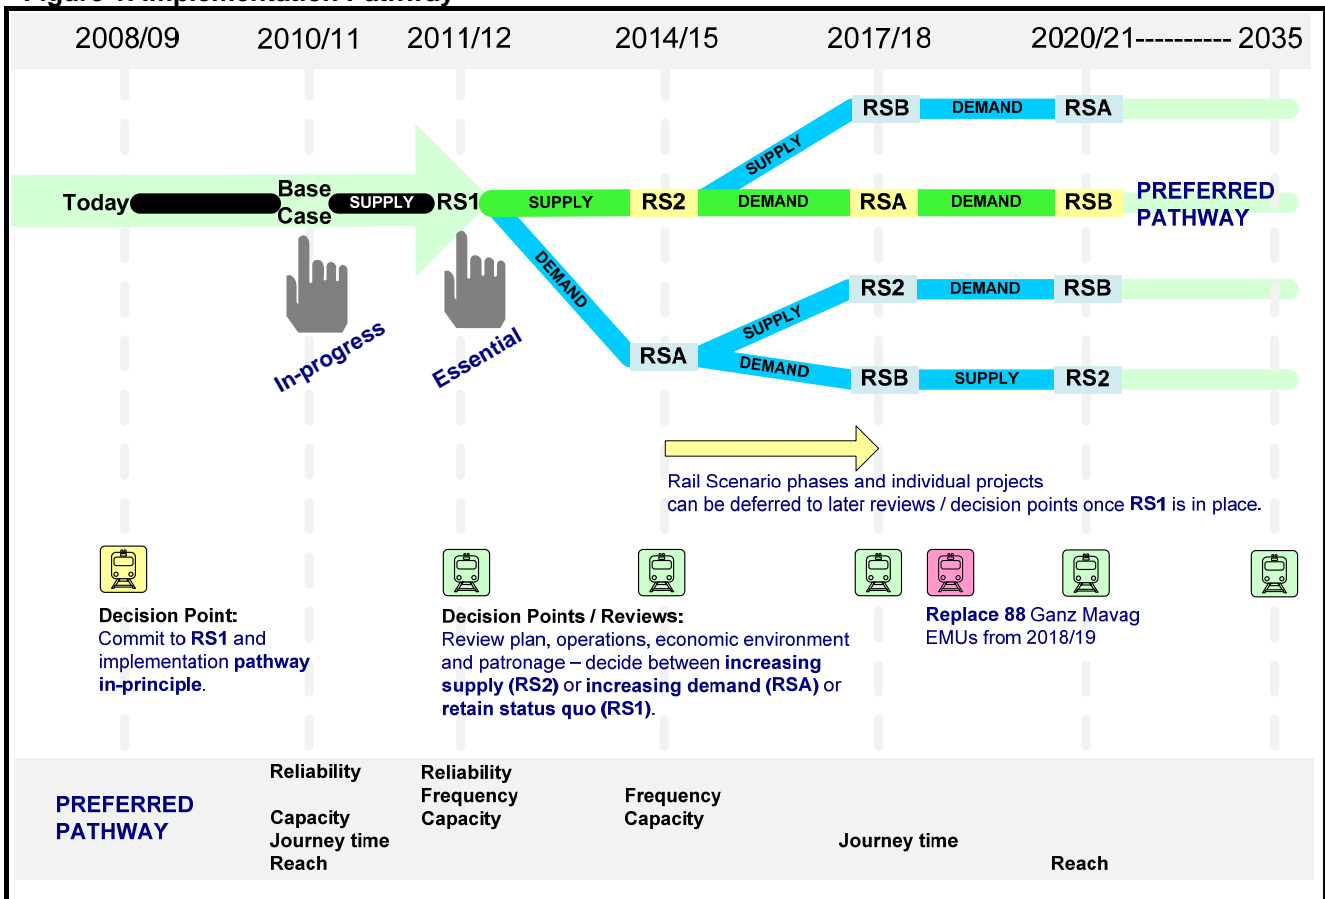 Figure 1: Implementation Pathway
2008/09 2010/11 2011/12 2014/15 2017/18 2020/21---------- 2035
RSB DEMAND RSA
SUPPLY
Today Base Case SUPPLY RS1 SUPPLY RS2 DEMAND RSA DEMAND RSB PREFERRED
PATHWAY
DEMAND
RS2 DEMAND RSB
SUPPLY
In-progress
Essential
RSA
DEMAND
RSB SUPPLY RS2
Rail Scenario phases and individual projects
can be deferred to later reviews / decision points once RS1 is in place.
Decision Point:
Commit to RS1 and
implementation pathway
in-principle.
Decision Points / Reviews:
Review plan, operations, economic environment
and patronage – decide between increasing
supply (RS2) or increasing demand (RSA) or
retain status quo (RS1).
Replace 88 Ganz Mavag
EMUs from 2018/19
PREFERRED
PATHWAY
Reliability
Capacity
Journey time
Reach
Reliability
Frequency
Capacity
Frequency
Capacity
Journey time
Reach